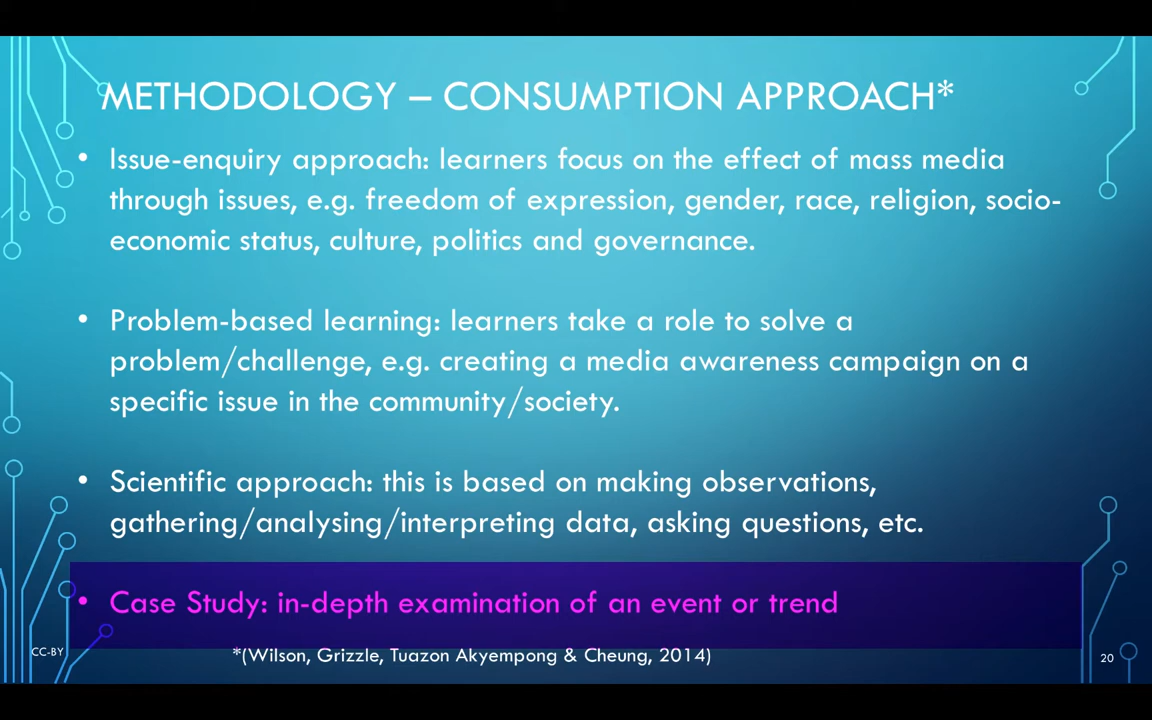 METHODOLOGY – CONSUMPTION APPROACH*
• Issue-enquiry approach: learners focus on the effect of mass media
through issues, e.g. freedom of expression, gender, race, religion, socio-
economic status, culture, politics and governance.
• Problem-based learning: learners take a role to solve a
problem/challenge, e.g. creating a media awareness campaign on a
specific issue in the community/society.
• Scientific approach: this is based on making observations,
gathering/analysing/interpreting data, asking questions, etc.
• Case Study: in-depth examination of an event or trend
CC-BY
*(Wilson, Grizzle, Tuazon Akyempong & Cheung, 2014)
20